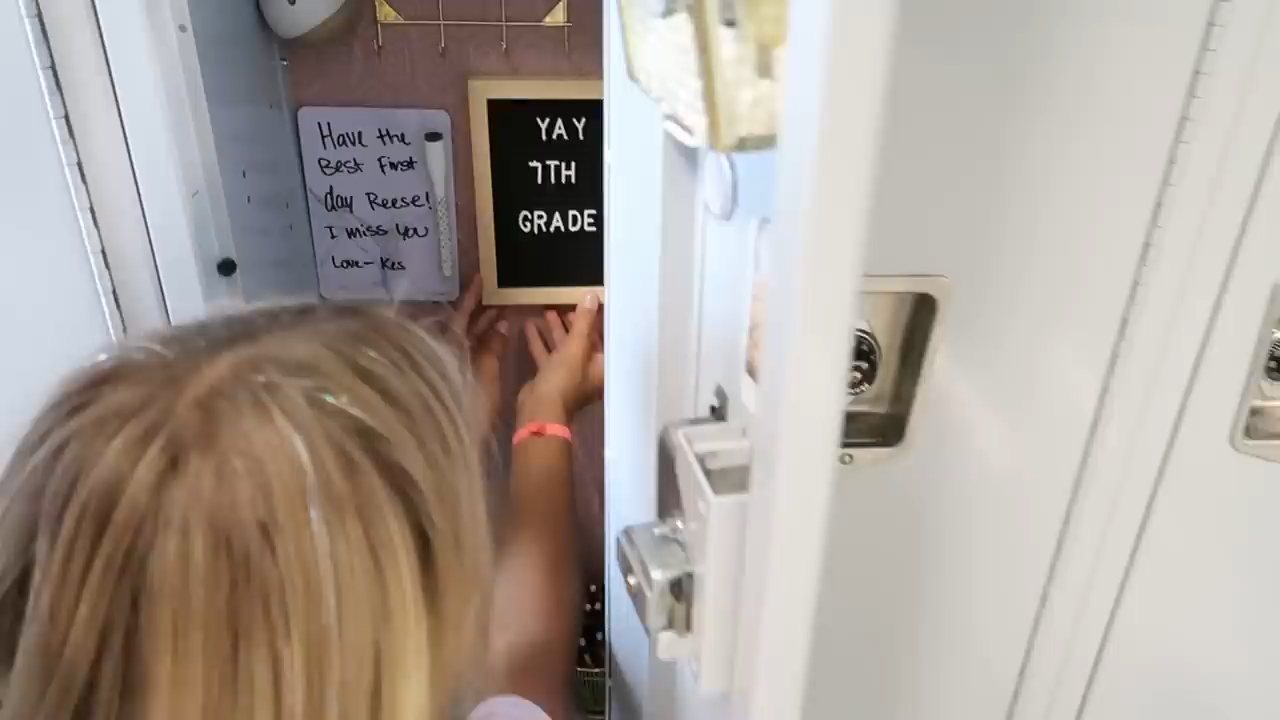 Have the
Best First
day Reese!
I miss You
Love- Kes
YAY
7TH
GRADE